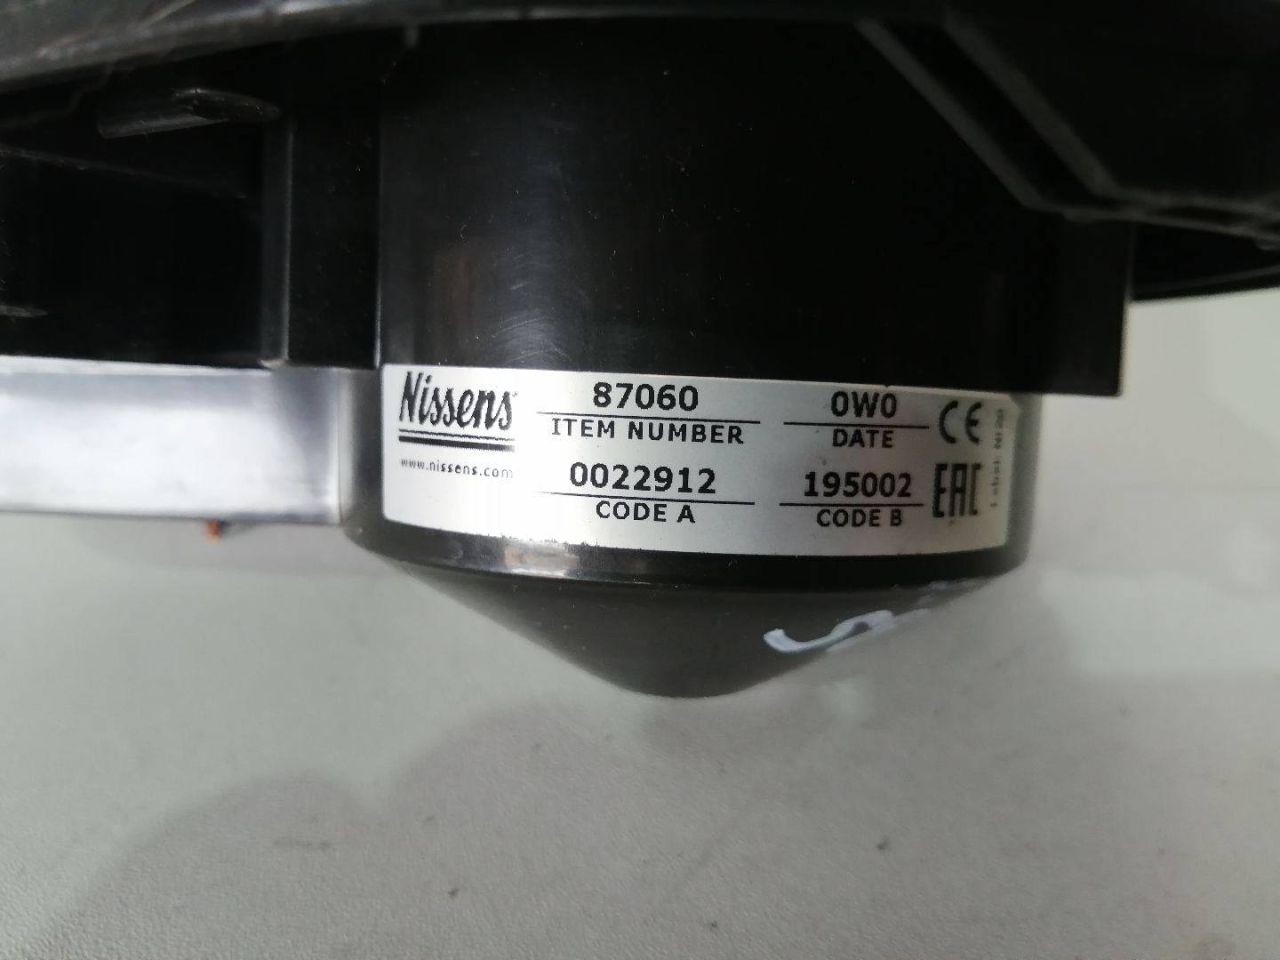 Nissens
www.nissens.com
87060
ITEM NUMBER
0W0
DATE
CE
0022912
CODE A
195002
CODE B
EAC